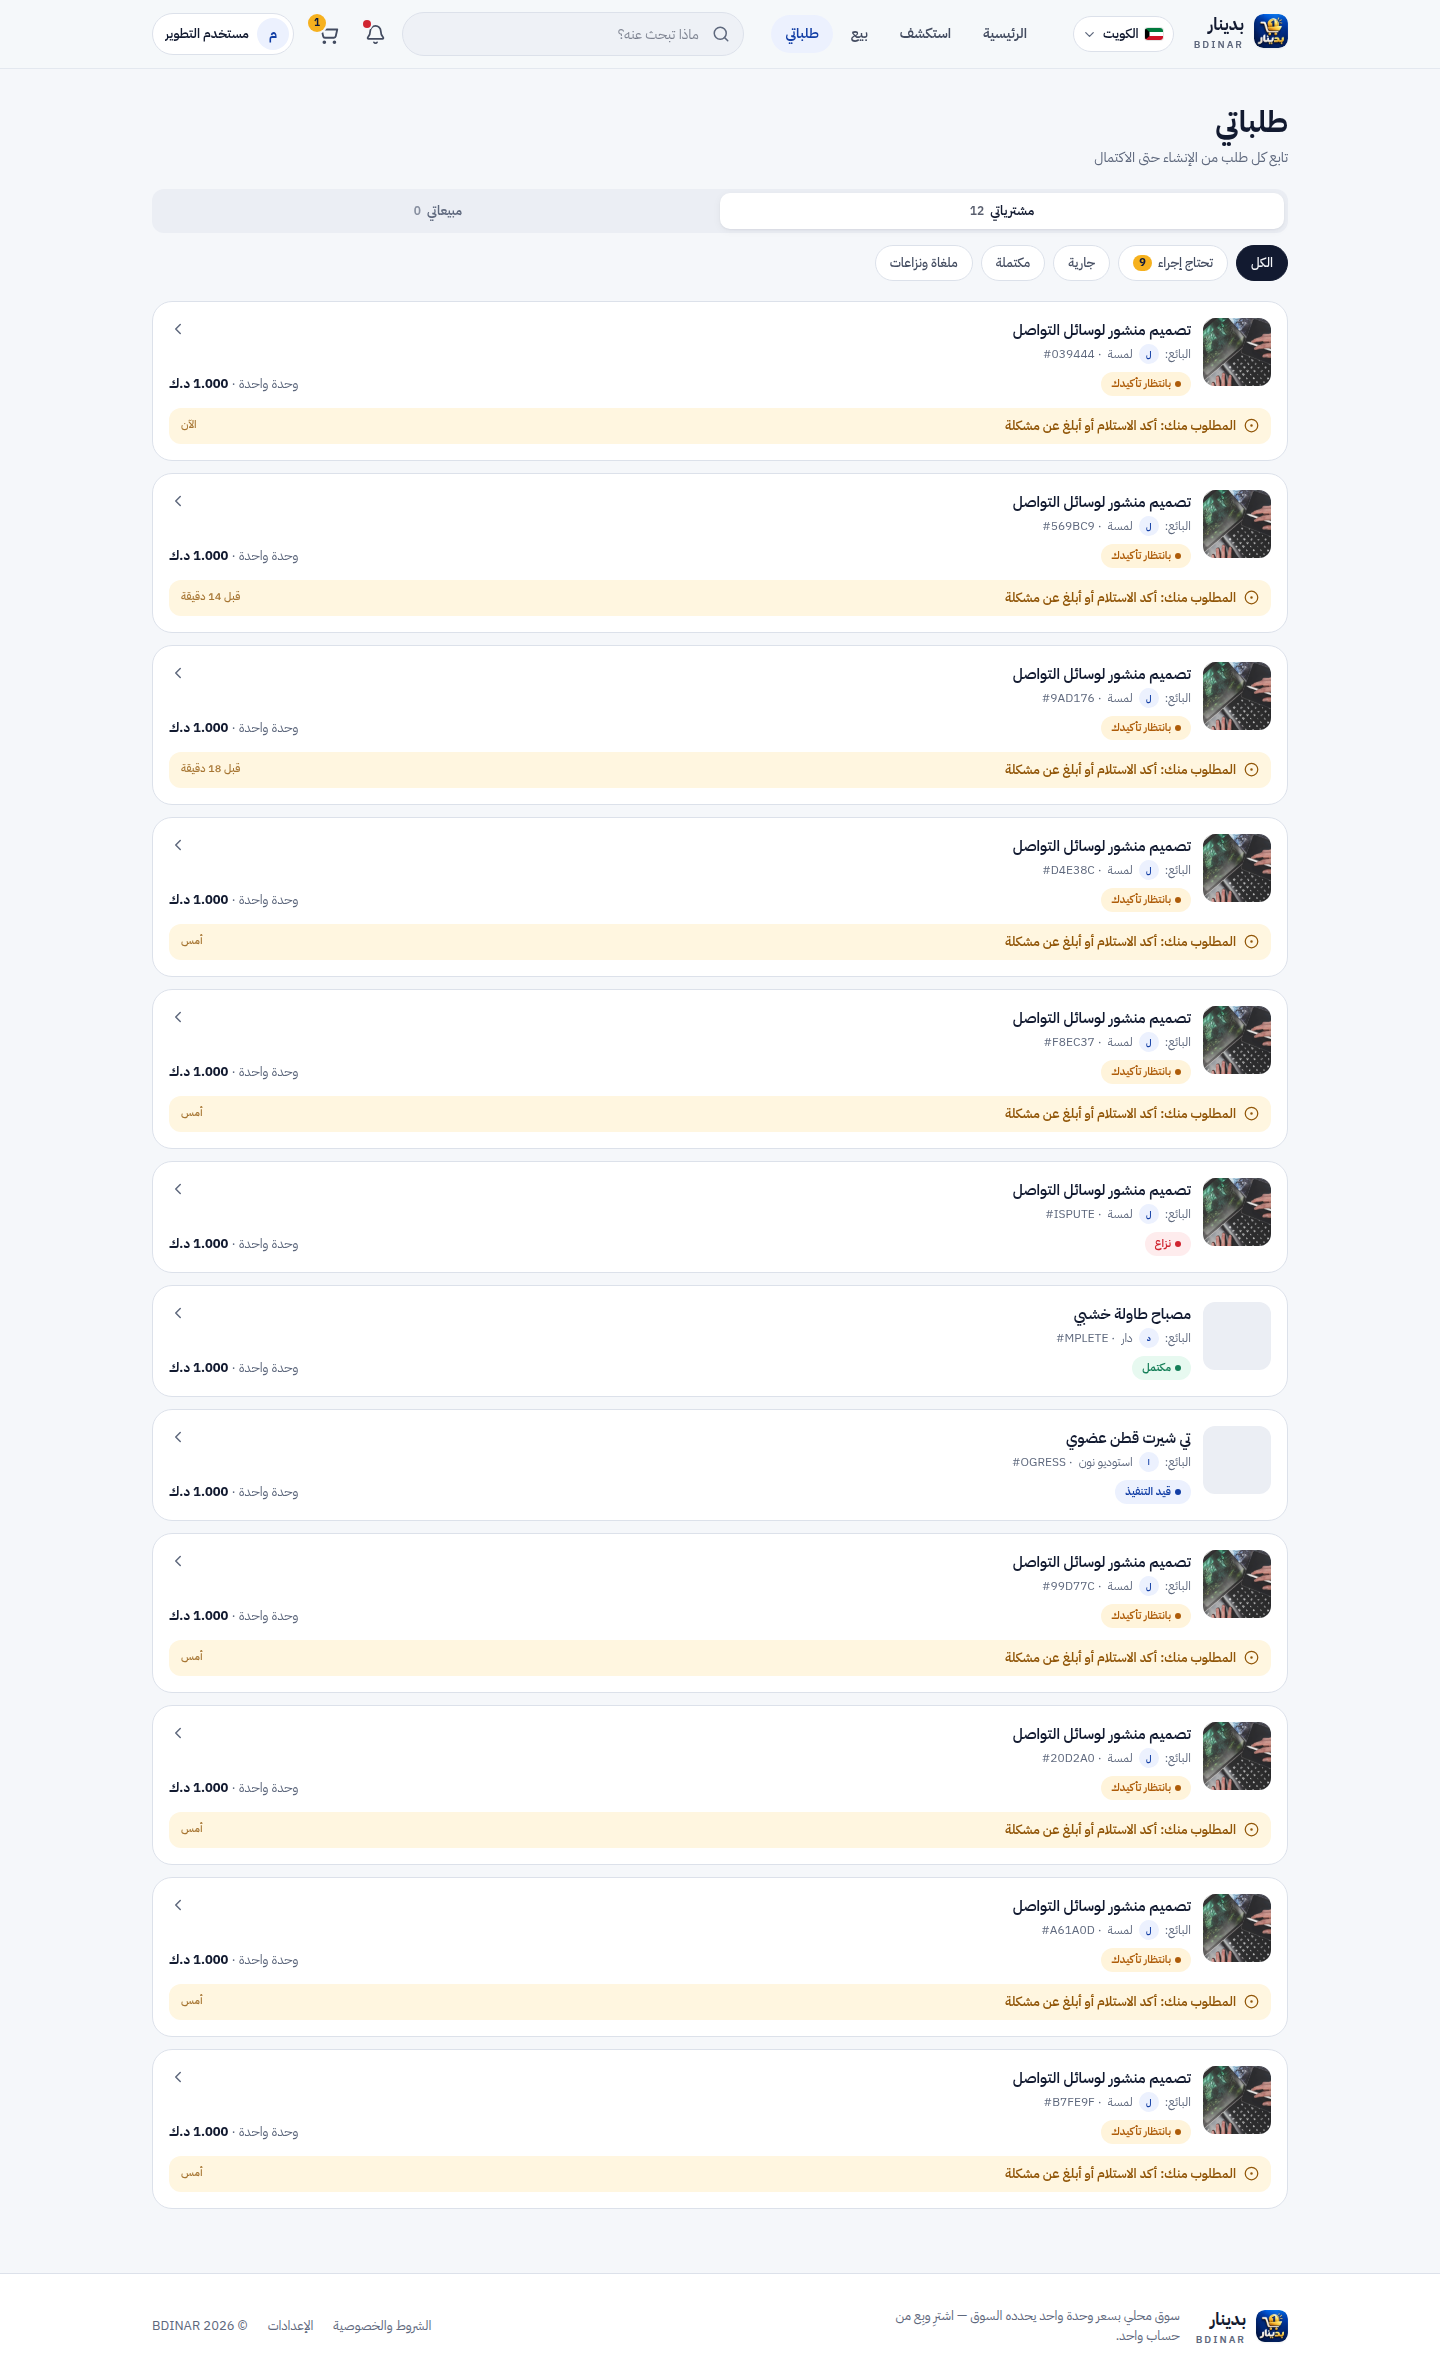 بدينار
BDINAR
الكويت
الرئيسية
استكشف
بيع
طلباتي
ماذا تبحث عنه؟
1
م
مستخدم التطوير
طلباتي
تابع كل طلب من الإنشاء حتى الاكتمال
مشترياتي 12
مبيعاتي 0
الكل
تحتاج إجراء 9
جارية
مكتملة
ملغاة ونزاعات
تصميم منشور لوسائل التواصل
البائع: ل لمسة · #039444
بانتظار تأكيدك
وحدة واحدة · 1.000 د.ك
المطلوب منك: أكد الاستلام أو أبلغ عن مشكلة
الآن
تصميم منشور لوسائل التواصل
البائع: ل لمسة · #569BC9
بانتظار تأكيدك
وحدة واحدة · 1.000 د.ك
المطلوب منك: أكد الاستلام أو أبلغ عن مشكلة
قبل 14 دقيقة
تصميم منشور لوسائل التواصل
البائع: ل لمسة · #9AD176
بانتظار تأكيدك
وحدة واحدة · 1.000 د.ك
المطلوب منك: أكد الاستلام أو أبلغ عن مشكلة
قبل 18 دقيقة
تصميم منشور لوسائل التواصل
البائع: ل لمسة · #D4E38C
بانتظار تأكيدك
وحدة واحدة · 1.000 د.ك
المطلوب منك: أكد الاستلام أو أبلغ عن مشكلة
أمس
تصميم منشور لوسائل التواصل
البائع: ل لمسة · #F8EC37
بانتظار تأكيدك
وحدة واحدة · 1.000 د.ك
المطلوب منك: أكد الاستلام أو أبلغ عن مشكلة
أمس
تصميم منشور لوسائل التواصل
البائع: ل لمسة · #ISPUTE
نزاع
وحدة واحدة · 1.000 د.ك
مصباح طاولة خشبي
البائع: د دار · #MPLETE
مكتمل
وحدة واحدة · 1.000 د.ك
تي شيرت قطن عضوي
البائع: ا استوديو نون · #OGRESS
قيد التنفيذ
وحدة واحدة · 1.000 د.ك
تصميم منشور لوسائل التواصل
البائع: ل لمسة · #99D77C
بانتظار تأكيدك
وحدة واحدة · 1.000 د.ك
المطلوب منك: أكد الاستلام أو أبلغ عن مشكلة
أمس
تصميم منشور لوسائل التواصل
البائع: ل لمسة · #20D2A0
بانتظار تأكيدك
وحدة واحدة · 1.000 د.ك
المطلوب منك: أكد الاستلام أو أبلغ عن مشكلة
أمس
تصميم منشور لوسائل التواصل
البائع: ل لمسة · #A61A0D
بانتظار تأكيدك
وحدة واحدة · 1.000 د.ك
المطلوب منك: أكد الاستلام أو أبلغ عن مشكلة
أمس
تصميم منشور لوسائل التواصل
البائع: ل لمسة · #B7FE9F
بانتظار تأكيدك
وحدة واحدة · 1.000 د.ك
المطلوب منك: أكد الاستلام أو أبلغ عن مشكلة
أمس
بدينار
BDINAR
سوق محلي بسعر وحدة واحد يحدده السوق — اشترِ وبِع من
حساب واحد.
الشروط والخصوصية
الإعدادات
© 2026 BDINAR